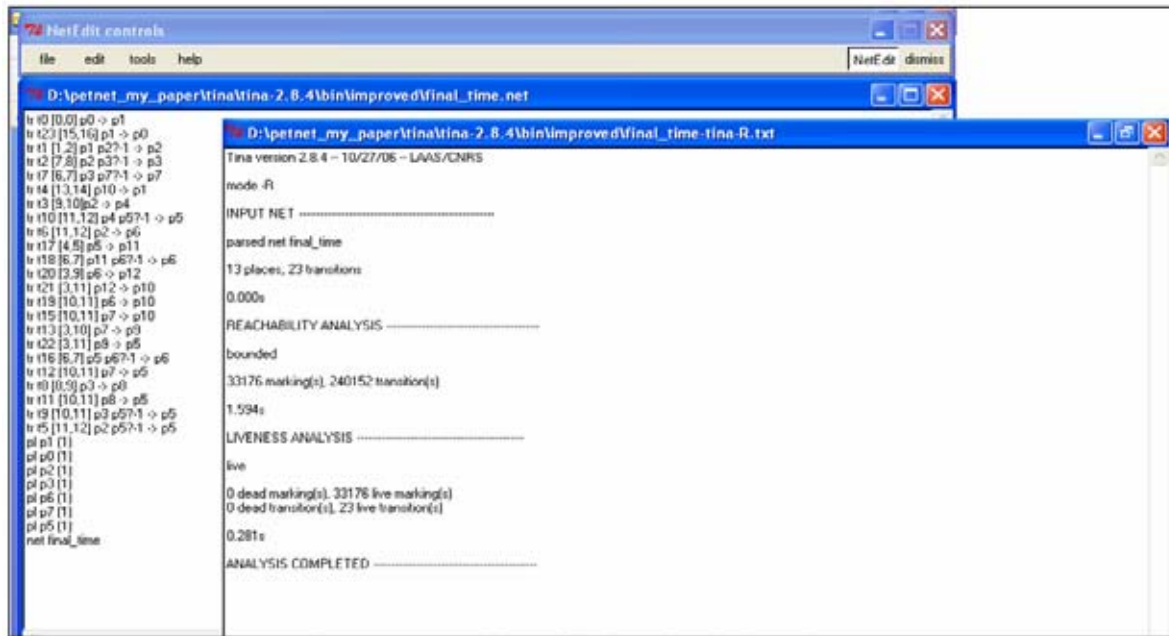 NetEdit controls
file edit tools help
NetEdit dismiss
D:\petnet_my_paper\tina\tina-2.8.4\bin\improved\final_time.net
tr t0 [0,0] p0 -> p1
tr t23 [15,16] p1 -> p0
tr t1 [1,2] p1 p2?-1 -> p2
tr t2 [7,8] p2 p3?-1 -> p3
tr t7 [6,7] p3 p7?-1 -> p7
tr t4 [13,14] p10 -> p1
tr t3 [9,10]p2 -> p4
tr t10 [11,12] p4 p5?-1 -> p5
tr t6 [11,12] p2 -> p6
tr t17 [4,5] p5 -> p11
tr t18 [6,7] p11 p6?-1 -> p6
tr t20 [3,9] p6 -> p12
tr t21 [3,11] p12 -> p10
tr t19 [10,11] p6 -> p10
tr t15 [10,11] p7 -> p10
tr t13 [3,10] p7 -> p9
tr t22 [3,11] p9 -> p5
tr t16 [6,7] p5 p6?-1 -> p6
tr t12 [10,11] p7 -> p5
tr t8 [8,9] p3 -> p8
tr t11 [10,11] p8 -> p5
tr t9 [10,11] p3 p5?-1 -> p5
tr t5 [11,12] p2 p5?-1 -> p5
pl p1 (1)
pl p0 (1)
pl p2 (1)
pl p3 (1)
pl p6 (1)
pl p7 (1)
pl p5 (1)
net final_time
D:\petnet_my_paper\tina\tina-2.8.4\bin\improved\final_time-tina-R.txt
Tina version 2.8.4 -- 10/27/06 -- LAAS/CNRS
mode -R
INPUT NET -------------------------------------------------------
parsed net final_time
13 places, 23 transitions
0.000s
REACHABILITY ANALYSIS -------------------------------------------
bounded
33176 marking(s), 240152 transition(s)
1.594s
LIVENESS ANALYSIS -----------------------------------------------
live
0 dead marking(s), 33176 live marking(s)
0 dead transition(s), 23 live transition(s)
0.281s
ANALYSIS COMPLETED ----------------------------------------------